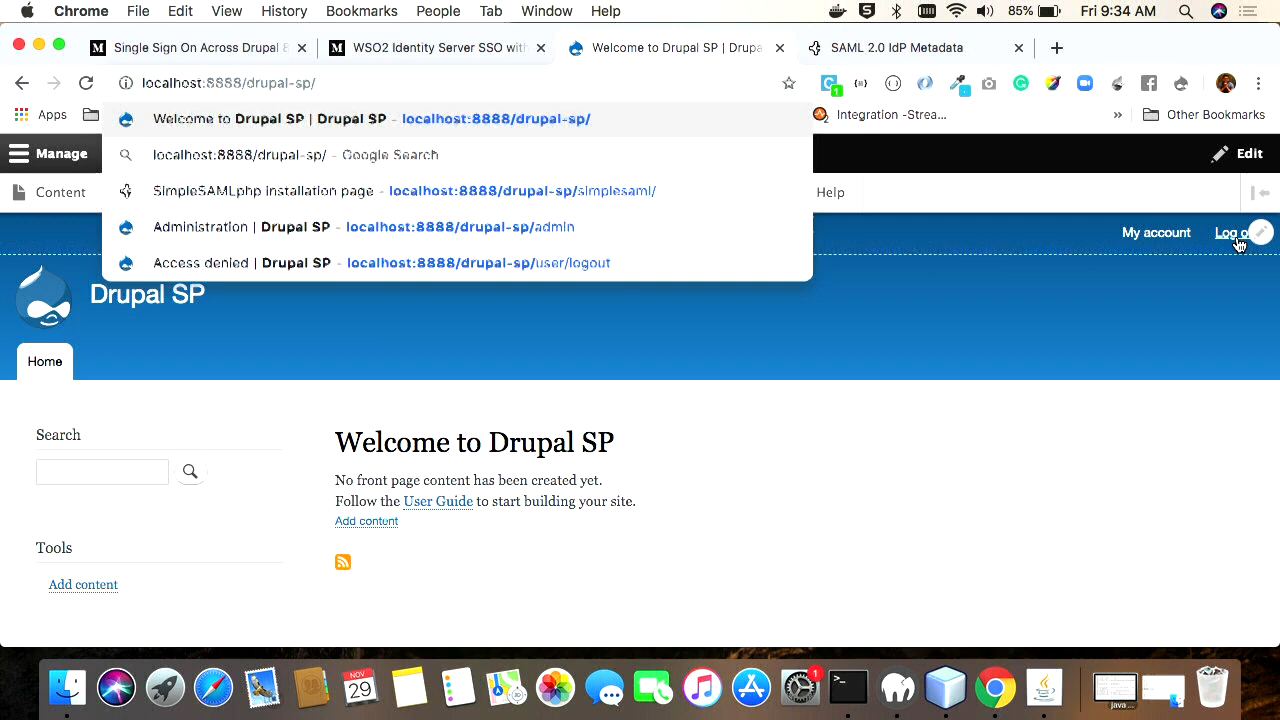 Chrome File Edit View History Bookmarks People Tab Window Help 85% Fri 9:34 AM
Single Sign On Across Drupal 8 WSO2 Identity Server SSO with Welcome to Drupal SP | Drupa SAML 2.0 IdP Metadata
localhost:8888/drupal-sp/
Apps Integration -Strea... » Other Bookmarks
Welcome to Drupal SP | Drupal SP - localhost:8888/drupal-sp/
localhost:8888/drupal-sp/ - Google Search
SimpleSAMLphp installation page - localhost:8888/drupal-sp/simplesaml/
Administration | Drupal SP - localhost:8888/drupal-sp/admin
Access denied | Drupal SP - localhost:8888/drupal-sp/user/logout
Manage Edit
Content Help
My account Log o
Drupal SP
Home
Search
Welcome to Drupal SP
No front page content has been created yet.
Follow the User Guide to start building your site.
Add content
Tools
Add content
NOV
29
1
java ...